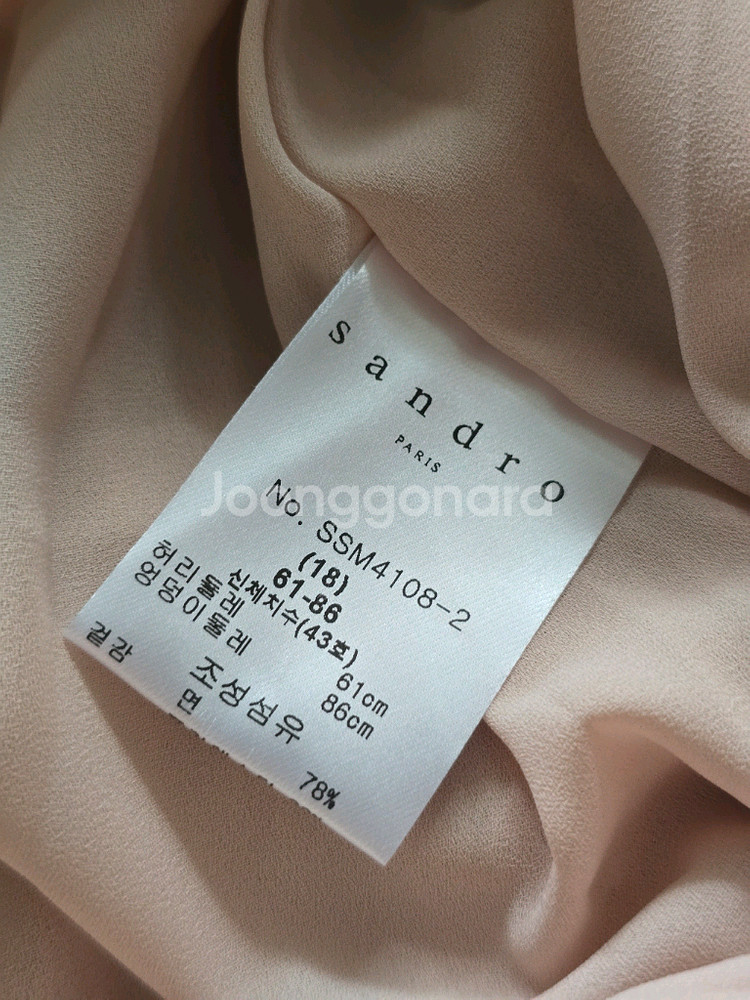 sandro
PARIS
Joonggonara
No. SSM4108-2
(18)
61-86
신체치수(43호)
허리둘레 61cm
엉덩이둘레 86cm
조성섬유
겉감 면 78%